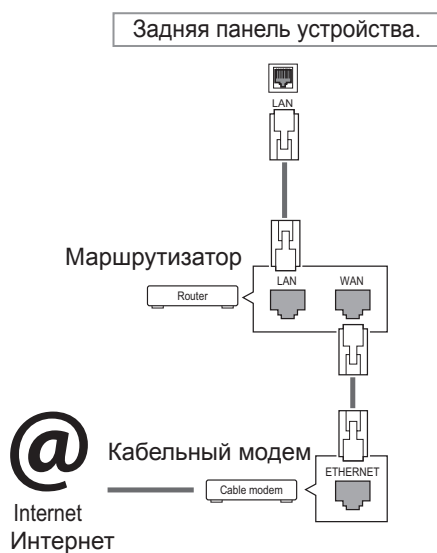 Задняя панель устройства.
LAN
Маршрутизатор
LAN WAN
Router
@
Кабельный модем
ETHERNET
Cable modem
Internet
Интернет